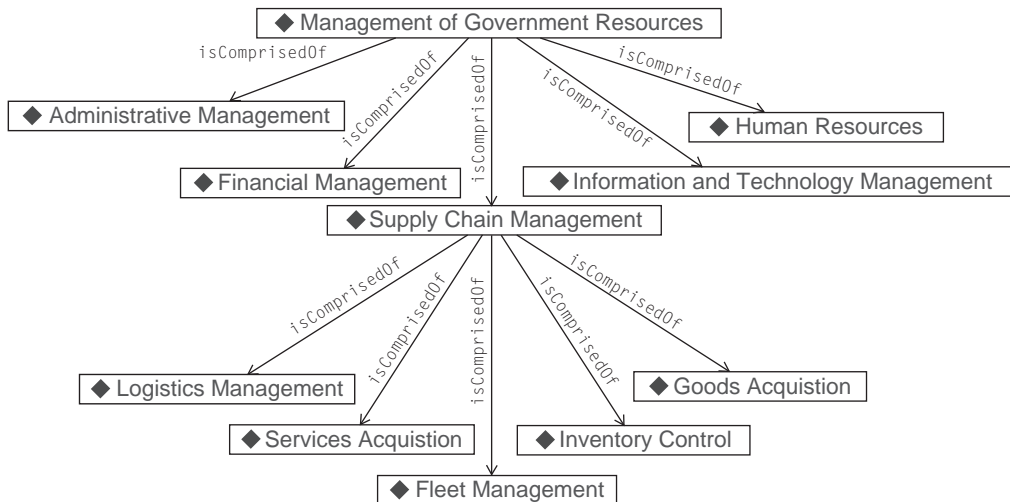 Management of Government Resources
isComprisedOf
isComprisedOf
isComprisedOf
isComprisedOf
isComprisedOf
Administrative Management
Human Resources
Financial Management
Information and Technology Management
Supply Chain Management
isComprisedOf
isComprisedOf
isComprisedOf
isComprisedOf
isComprisedOf
Logistics Management
Goods Acquistion
Services Acquistion
Inventory Control
Fleet Management